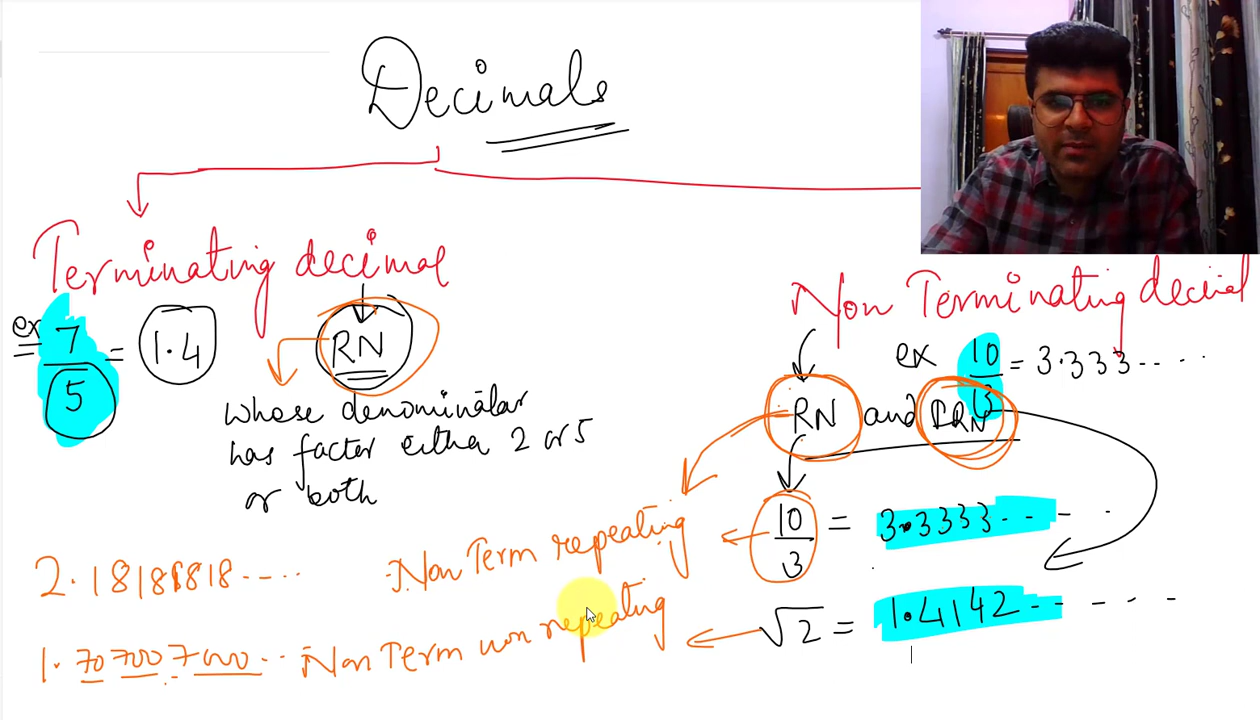 Decimals
Terminating decimal
ex 7/5 = 1.4
RN
whose denominator
has factor either 2 or 5
or both
Non Terminating decimal
ex 10/3 = 3.333....
RN and IRN
10/3 = 3.3333.....
√2 = 1.4142......
2.18181818.... Non Term repeating
1.707007000... Non Term non repeating